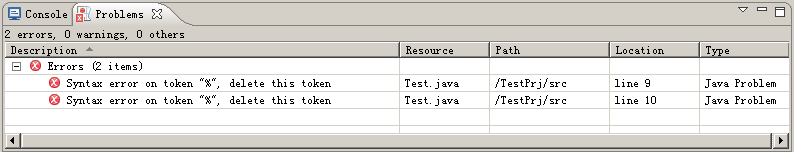 Console Problems
2 errors, 0 warnings, 0 others
Description Resource Path Location Type
Errors (2 items)
Syntax error on token "%", delete this token Test.java /TestPrj/src line 9 Java Problem
Syntax error on token "%", delete this token Test.java /TestPrj/src line 10 Java Problem